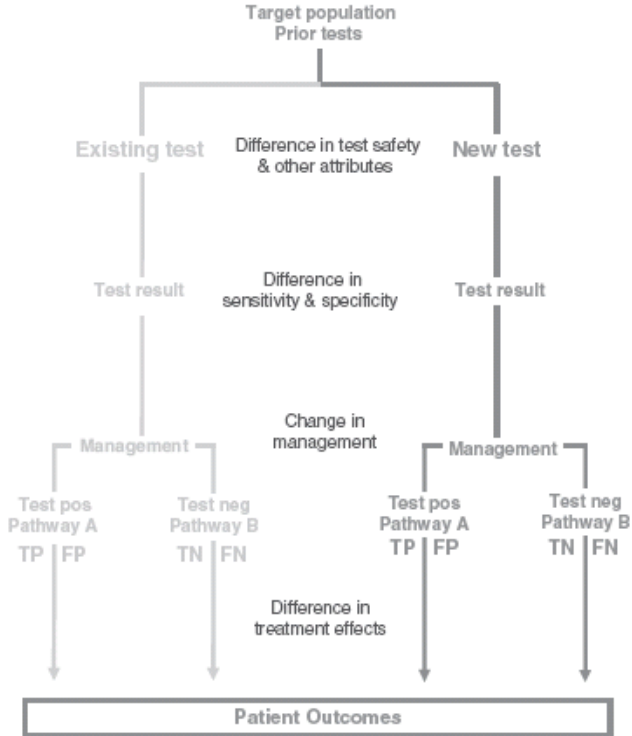 Target population
Prior tests
Existing test
Difference in test safety
& other attributes
New test
Test result
Difference in
sensitivity & specificity
Test result
Change in
management
Management
Management
Test pos
Pathway A
TP FP
Test neg
Pathway B
TN FN
Test pos
Pathway A
TP FP
Test neg
Pathway B
TN FN
Difference in
treatment effects
Patient Outcomes